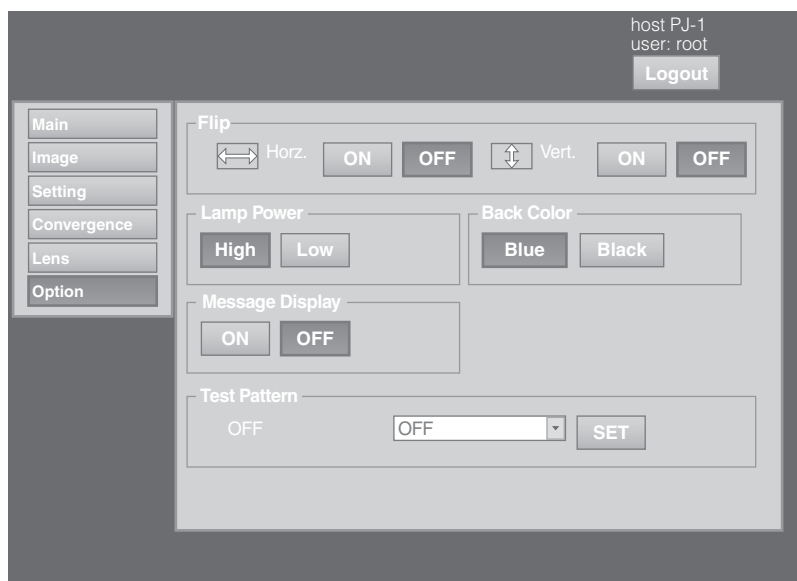 host PJ-1
user: root
Logout
Main
Image
Setting
Convergence
Lens
Option
Flip
Horz. ON OFF Vert. ON OFF
Lamp Power
High Low
Back Color
Blue Black
Message Display
ON OFF
Test Pattern
OFF OFF SET